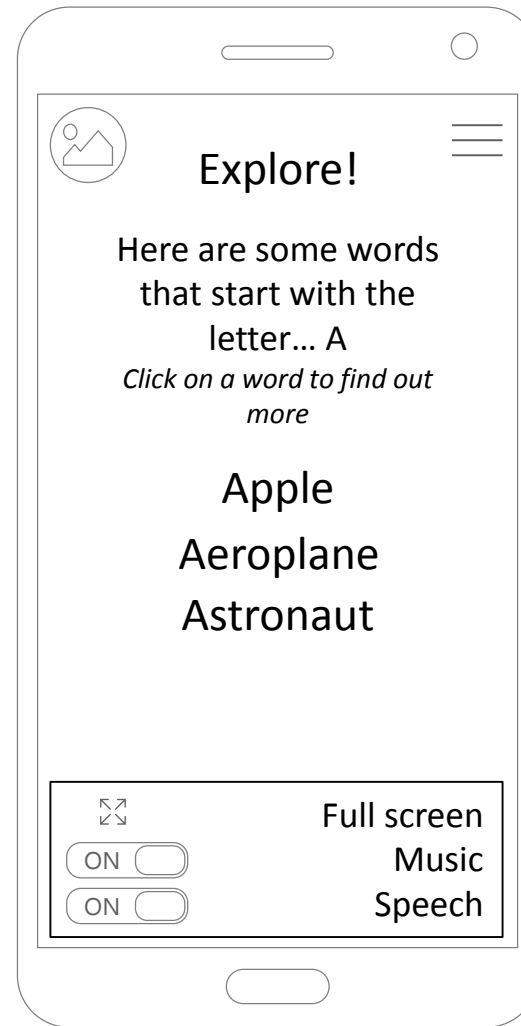 Explore!
Here are some words
that start with the
letter… A
Click on a word to find out
more
Apple
Aeroplane
Astronaut
Full screen
ON Music
ON Speech